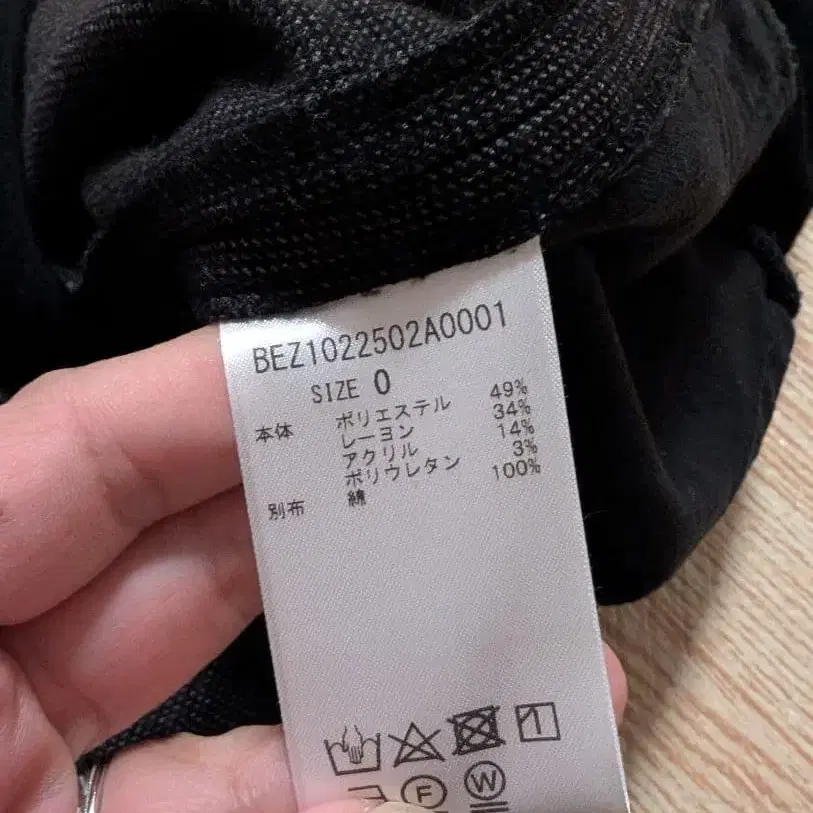 BEZ1022502A0001
SIZE 0
本体 ポリエステル 49%
レーヨン 34%
アクリル 14%
ポリウレタン 3%
別布 綿 100%
F W